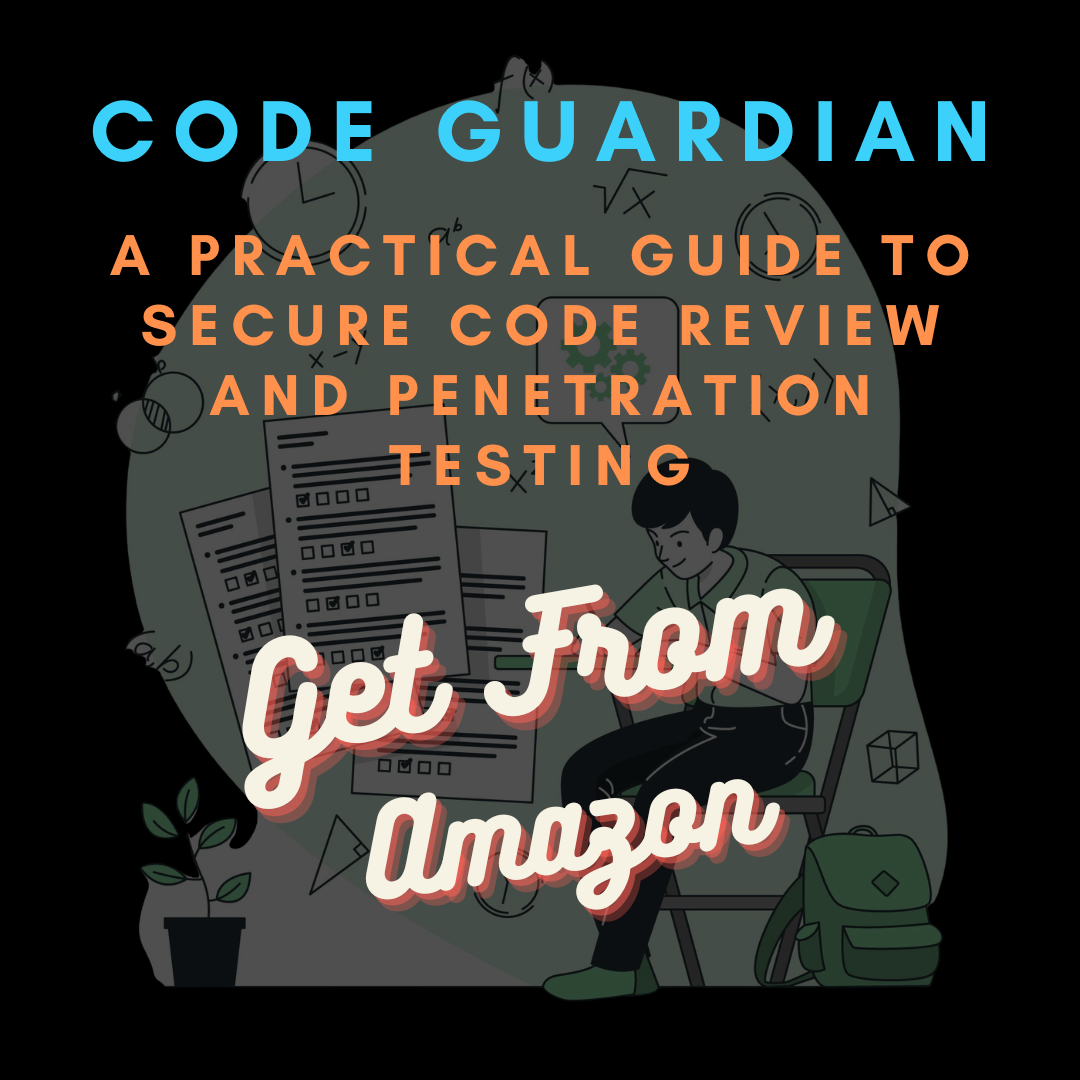 CODE GUARDIAN
A PRACTICAL GUIDE TO
SECURE CODE REVIEW
AND PENETRATION
TESTING
Get From
Amazon